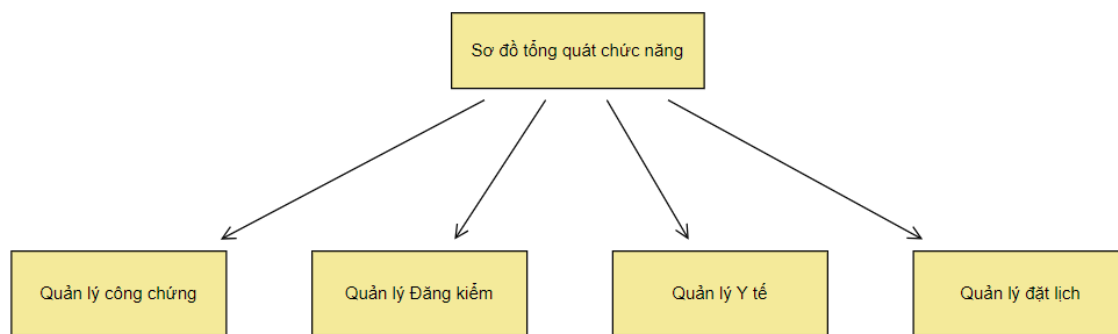 Sơ đồ tổng quát chức năng
Quản lý công chứng
Quản lý Đăng kiểm
Quản lý Y tế
Quản lý đặt lịch